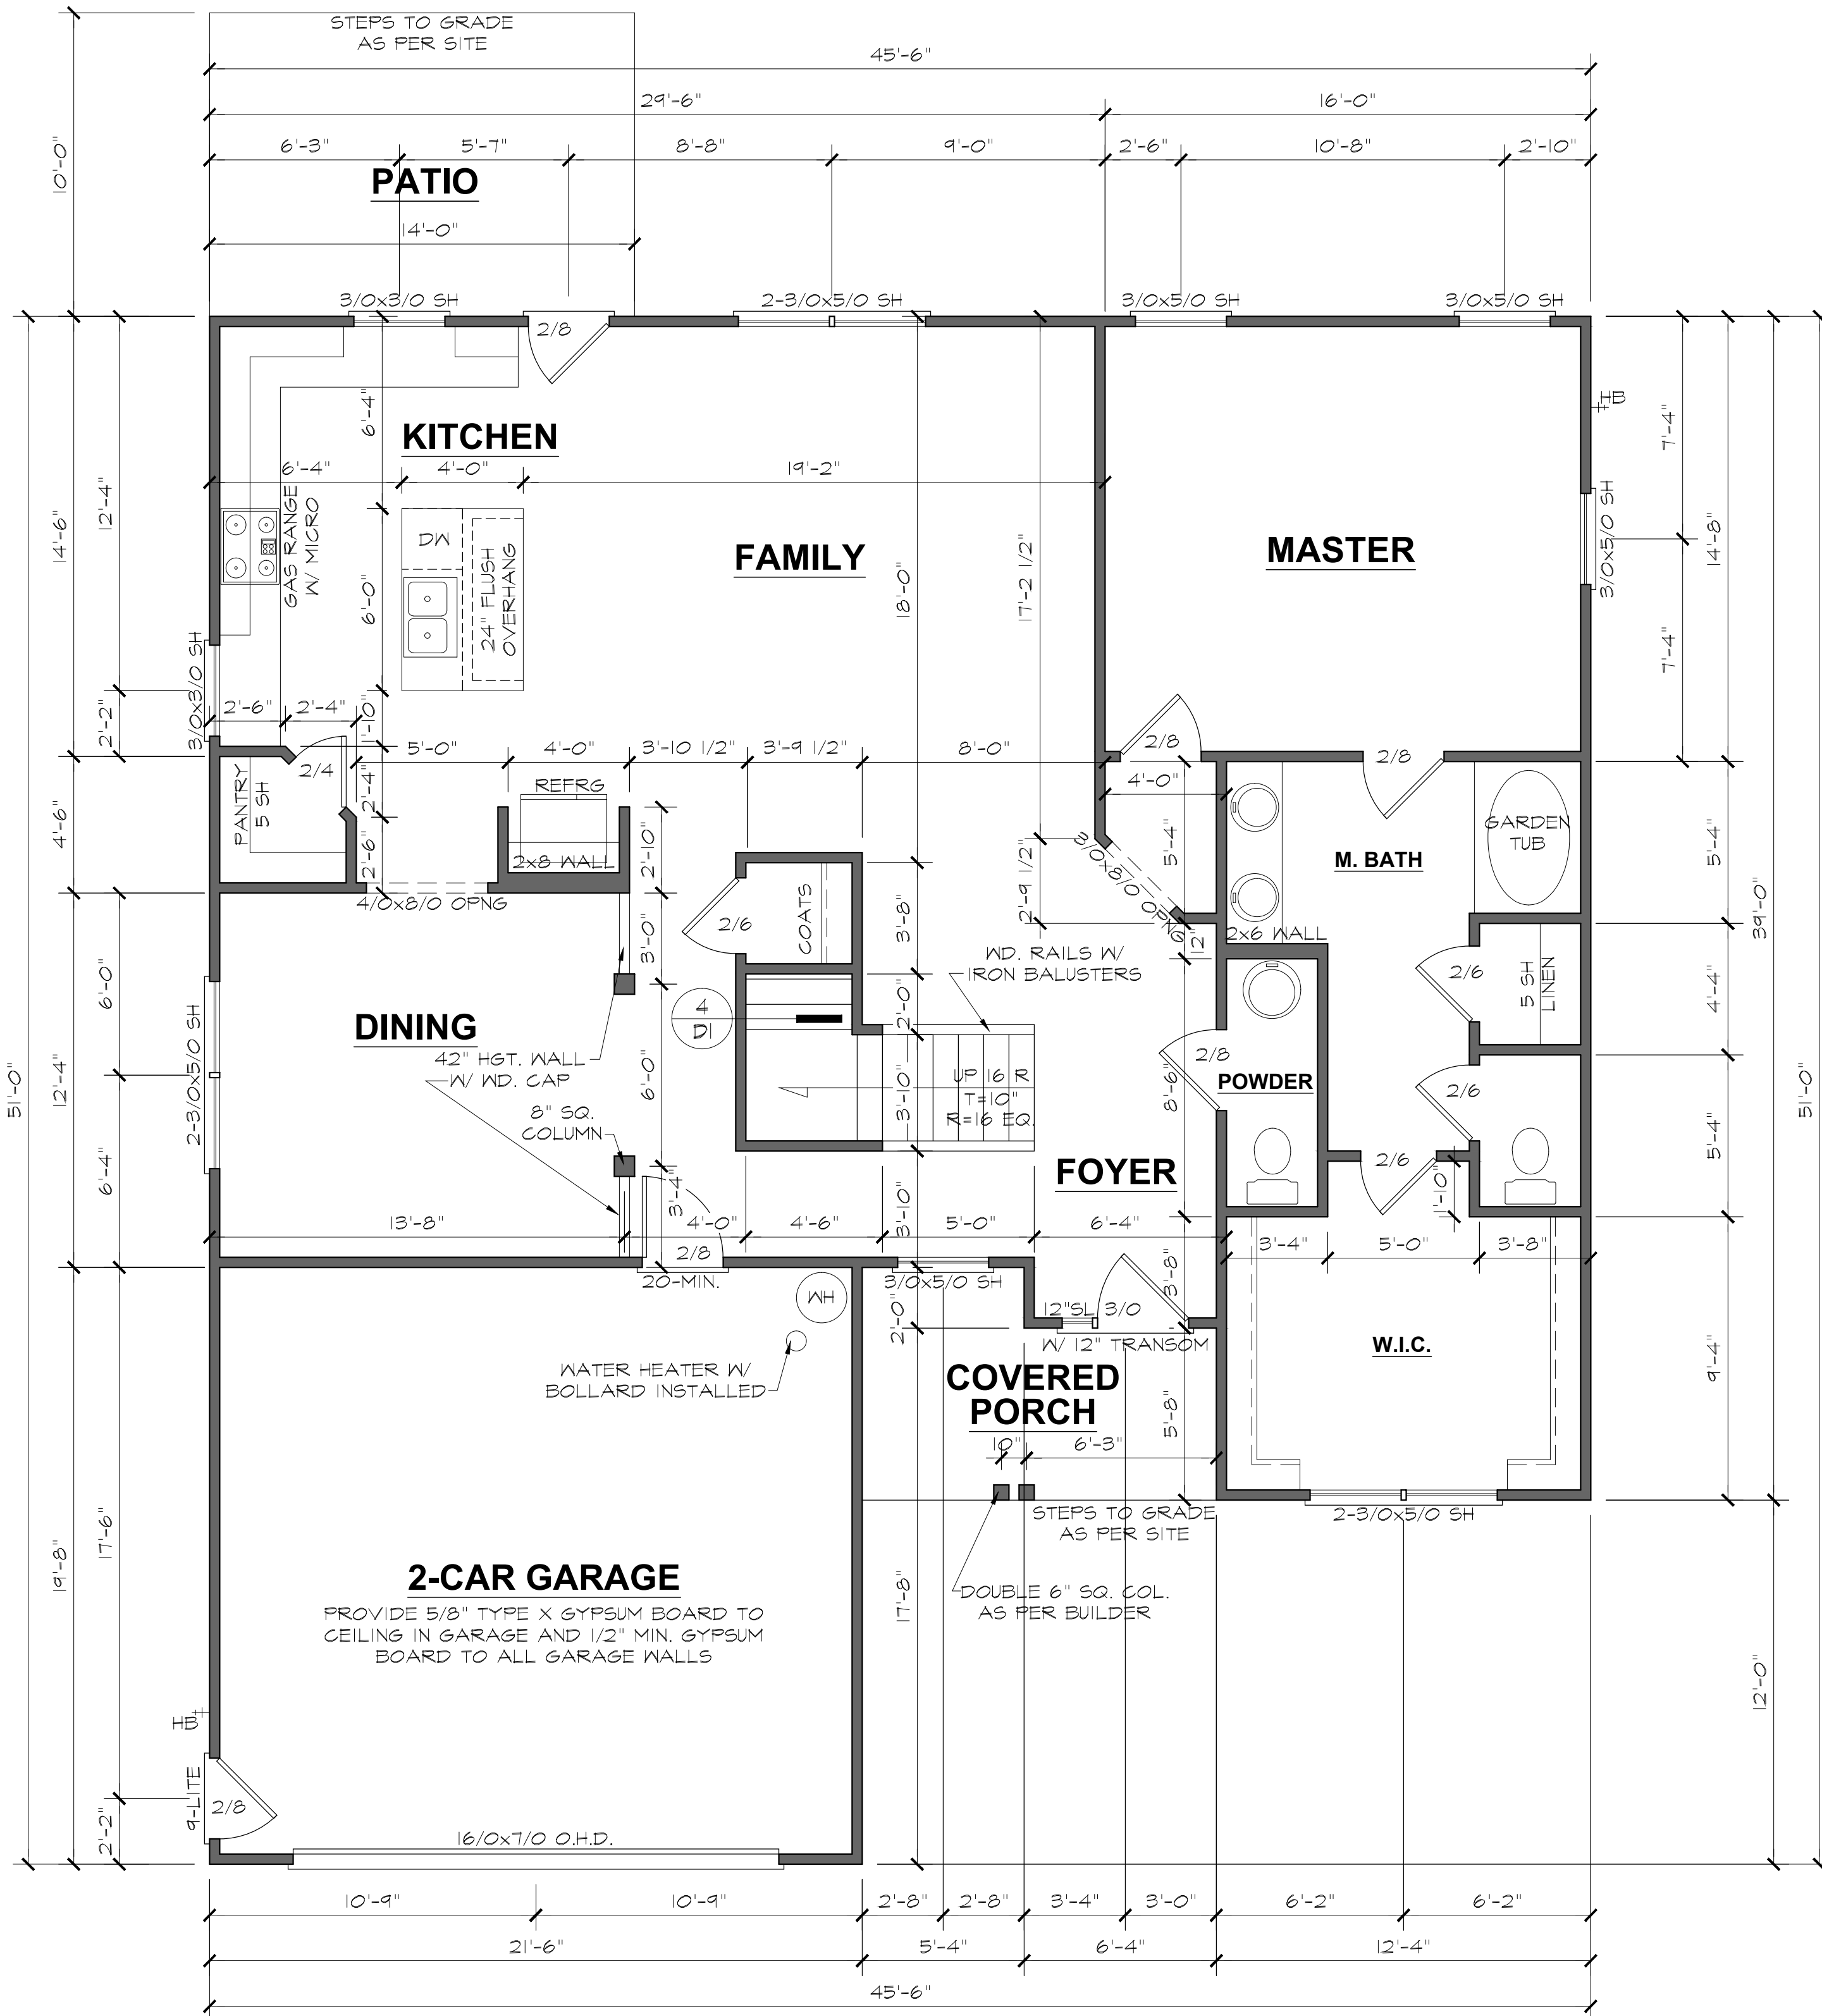 STEPS TO GRADE
AS PER SITE
45'-6"
29'-6"
16'-0"
6'-3"
5'-7"
8'-8"
9'-0"
2'-6"
10'-8"
2'-10"
10'-0"
PATIO
14'-0"
3/0x3/0 SH
2/8
2-3/0x5/0 SH
3/0x5/0 SH
3/0x5/0 SH
HB
6'-4"
KITCHEN
6'-4"
4'-0"
19'-2"
7'-4"
12'-4"
14'-6"
GAS RANGE
W/ MICRO
DW
24" FLUSH
OVERHANG
6'-0"
FAMILY
18'-0"
17'-2 1/2"
MASTER
3/0x5/0 SH
14'-8"
7'-4"
3/0x3/0 SH
2'-2"
2'-6"
2'-4"
2'-0"
5'-0"
4'-0"
3'-10 1/2"
3'-9 1/2"
8'-0"
2/8
2/8
PANTRY
5 SH
2/4
2'-4"
REFRG
4'-0"
4'-6"
2'-6"
2x8 WALL
2'-10"
4/0x8/0 OPNG
COATS
2/6
3'-8"
2'-9 1/2"
3/0x8/0 OPNG
5'-4"
12"
M. BATH
GARDEN
TUB
5'-4"
39'-0"
2x6 WALL
3'-0"
WD. RAILS W/
IRON BALUSTERS
2/6
5 SH
LINEN
4'-4"
6'-0"
2-3/0x5/0 SH
DINING
4
D1
2'-0"
42" HGT. WALL
W/ WD. CAP
8" SQ.
COLUMN
6'-0"
3'-10"
UP 16 R
T=10"
R=16 EQ.
2/8
POWDER
8'-6"
2/6
5'-4"
51'-0"
12'-4"
6'-4"
51'-0"
FOYER
2/6
1'-10"
3'-4"
3'-10"
13'-8"
4'-0"
4'-6"
5'-0"
6'-4"
2/8
20-MIN.
3/0x5/0 SH
3'-4"
5'-0"
3'-8"
3'-8"
WH
2'-0"
12"SL
3/0
W/ 12" TRANSOM
W.I.C.
9'-4"
WATER HEATER W/
BOLLARD INSTALLED
COVERED
PORCH
5'-8"
10"
6'-3"
STEPS TO GRADE
AS PER SITE
2-3/0x5/0 SH
19'-8"
17'-6"
2-CAR GARAGE
PROVIDE 5/8" TYPE X GYPSUM BOARD TO
CEILING IN GARAGE AND 1/2" MIN. GYPSUM
BOARD TO ALL GARAGE WALLS
17'-8"
DOUBLE 6" SQ. COL.
AS PER BUILDER
12'-0"
HB
9-LITE
2/8
2'-2"
16/0x7/0 O.H.D.
10'-9"
10'-9"
2'-8"
2'-8"
3'-4"
3'-0"
6'-2"
6'-2"
21'-6"
5'-4"
6'-4"
12'-4"
45'-6"